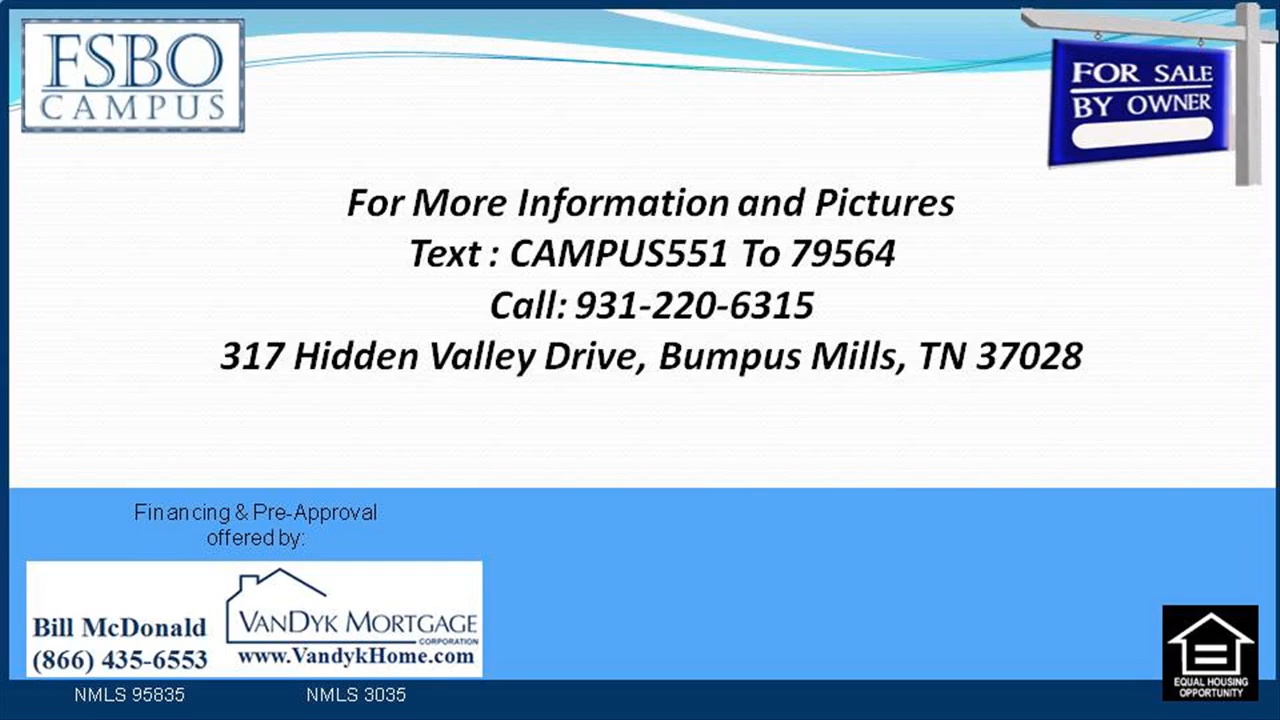 FSBO
CAMPUS
FOR SALE
BY OWNER
For More Information and Pictures
Text : CAMPUS551 To 79564
Call: 931-220-6315
317 Hidden Valley Drive, Bumpus Mills, TN 37028
Financing & Pre-Approval
offered by:
Bill McDonald
(866) 435-6553
VANDYK MORTGAGE
CORPORATION
www.VandykHome.com
NMLS 95835
NMLS 3035
EQUAL HOUSING
OPPORTUNITY